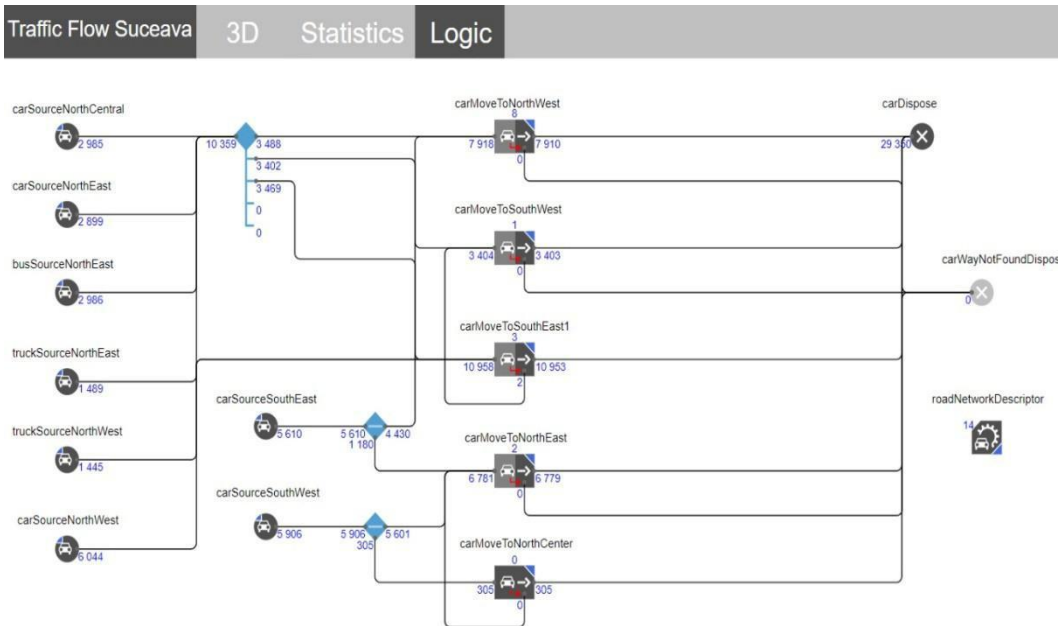 Traffic Flow Suceava 3D Statistics Logic
carSourceNorthCentral
2 985
carSourceNorthEast
2 899
busSourceNorthEast
2 986
truckSourceNorthEast
1 489
truckSourceNorthWest
1 445
carSourceNorthWest
6 044
10 359
3 488
3 402
3 469
0
0
carSourceSouthEast
5 610
5 610
4 430
1 180
carSourceSouthWest
5 906
5 906
5 601
305
carMoveToNorthWest
8
7 918
7 910
0
carMoveToSouthWest
1
3 404
3 403
0
carMoveToSouthEast1
3
10 958
10 953
2
carMoveToNorthEast
2
6 781
6 779
0
carMoveToNorthCenter
0
305
305
0
carDispose
29 350
carWayNotFoundDispos
0
roadNetworkDescriptor
14